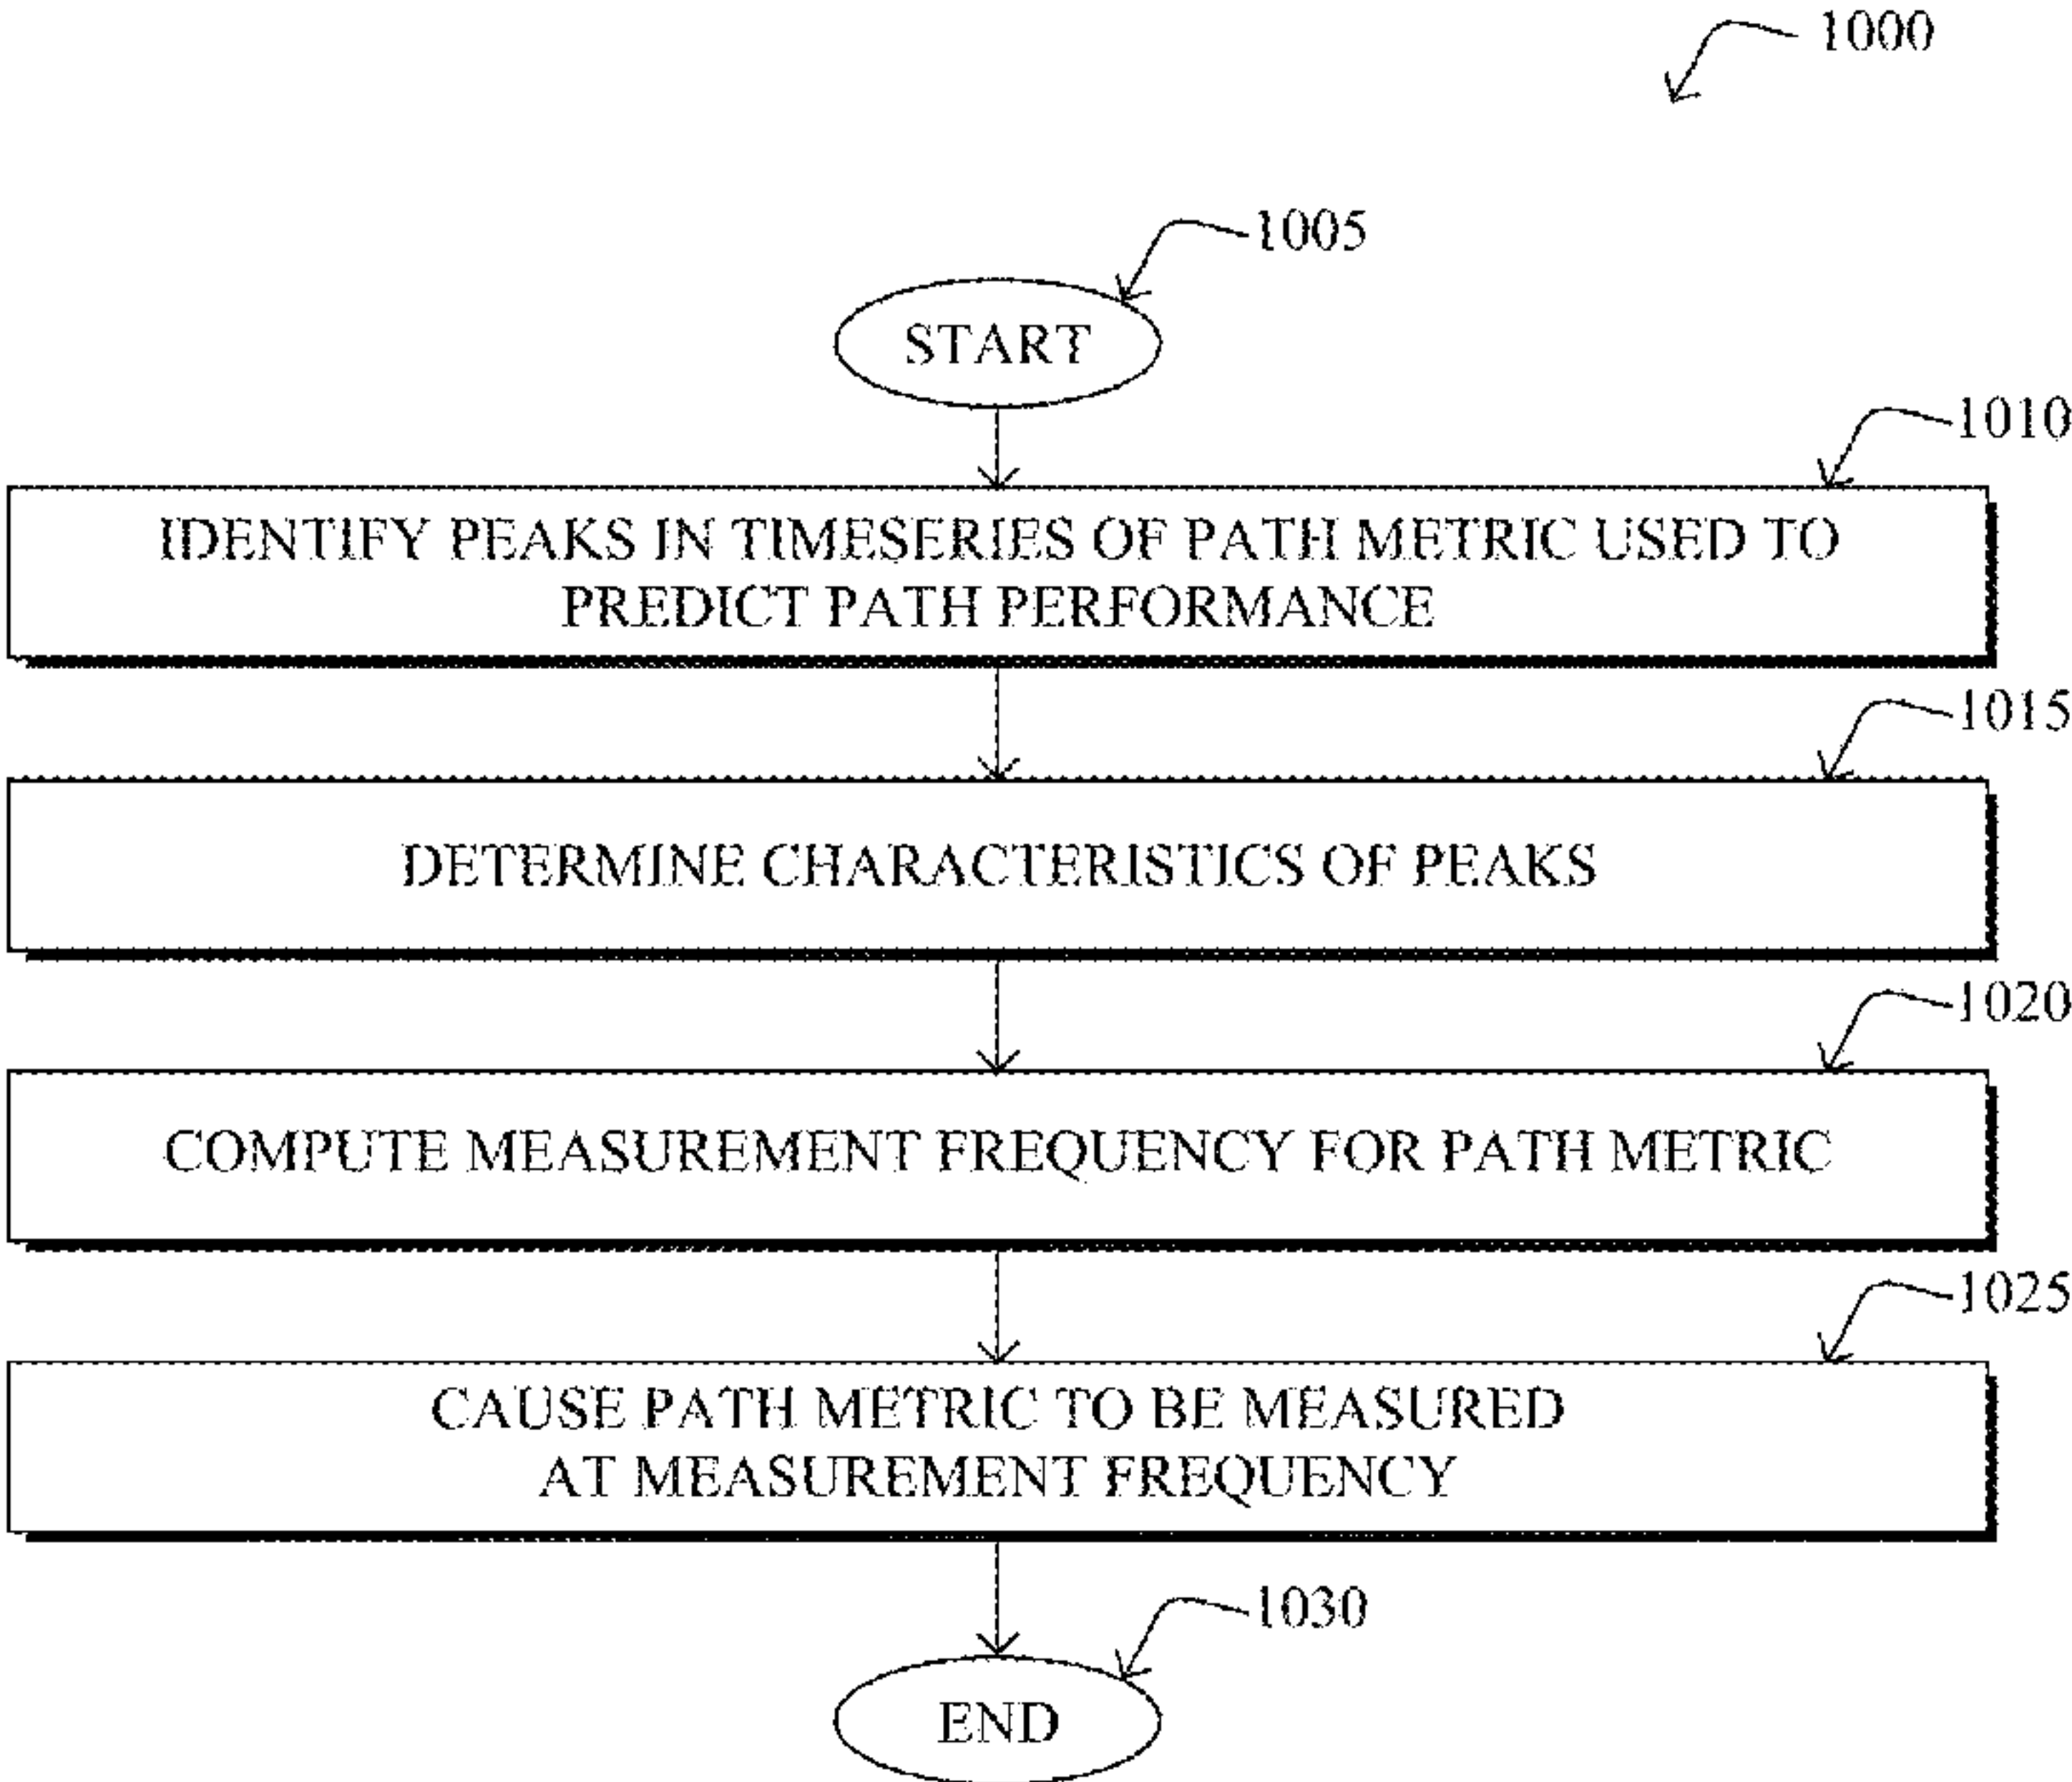 1000
1005
START
1010
IDENTIFY PEAKS IN TIMESERIES OF PATH METRIC USED TO
PREDICT PATH PERFORMANCE
1015
DETERMINE CHARACTERISTICS OF PEAKS
1020
COMPUTE MEASUREMENT FREQUENCY FOR PATH METRIC
1025
CAUSE PATH METRIC TO BE MEASURED
AT MEASUREMENT FREQUENCY
1030
END